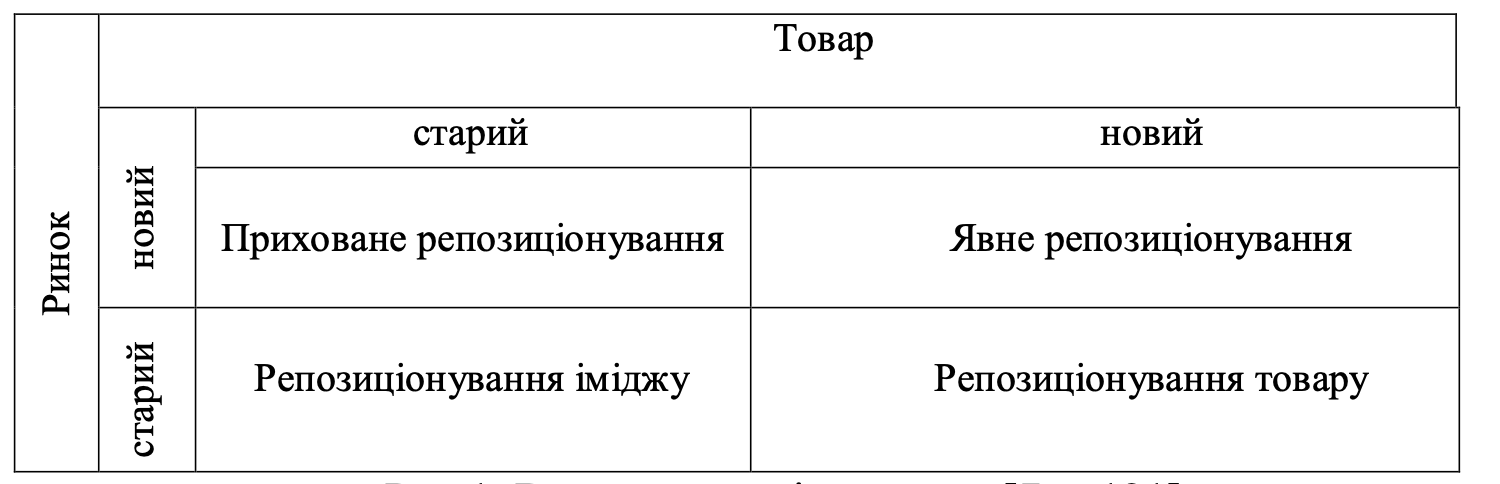 Товар
старий
новий
Ринок
новий
Приховане репозиціонування
Явне репозиціонування
старий
Репозиціонування іміджу
Репозиціонування товару